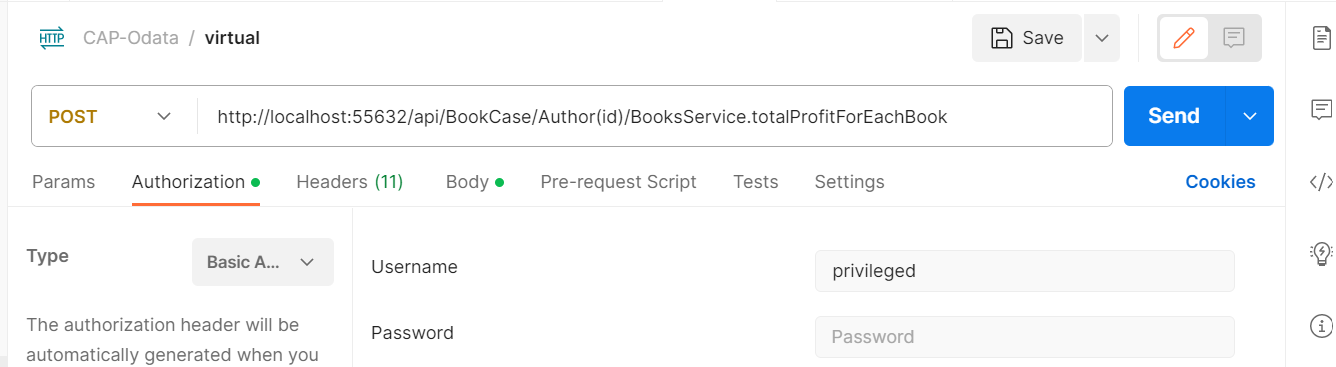 HTTP CAP-Odata / virtual Save
POST http://localhost:55632/api/BookCase/Author(id)/BooksService.totalProfitForEachBook Send
Params Authorization Headers (11) Body Pre-request Script Tests Settings Cookies
Type Basic A... Username privileged
The authorization header will be Password Password
automatically generated when you